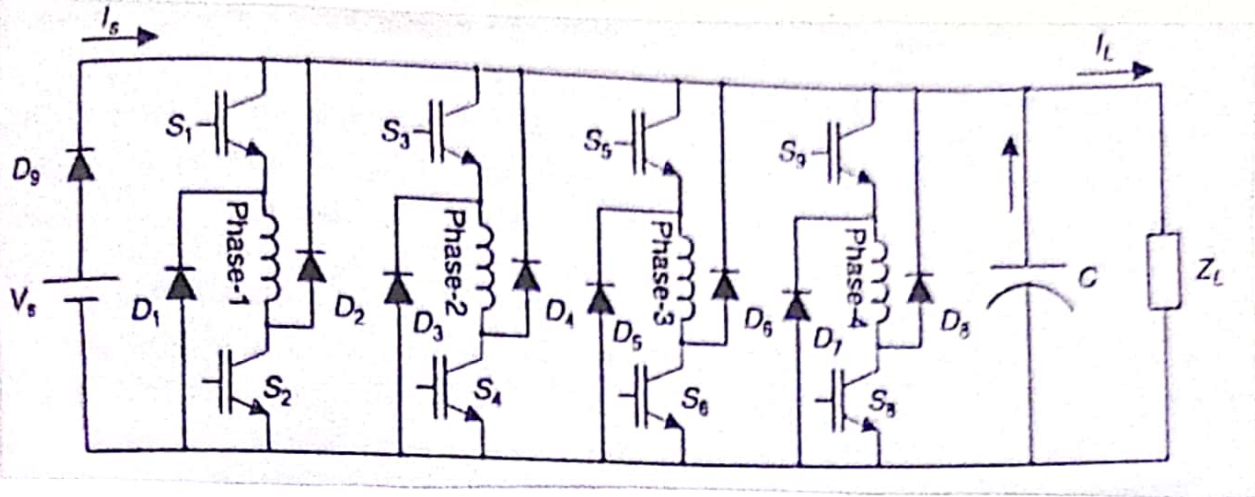 I_s
I_L
S_1
S_3
S_5
S_9
D_9
Phase-1
Phase-2
Phase-3
Phase-4
V_s
D_1
D_2
D_3
D_4
D_5
D_6
D_7
D_8
C
Z_L
S_2
S_4
S_6
S_8